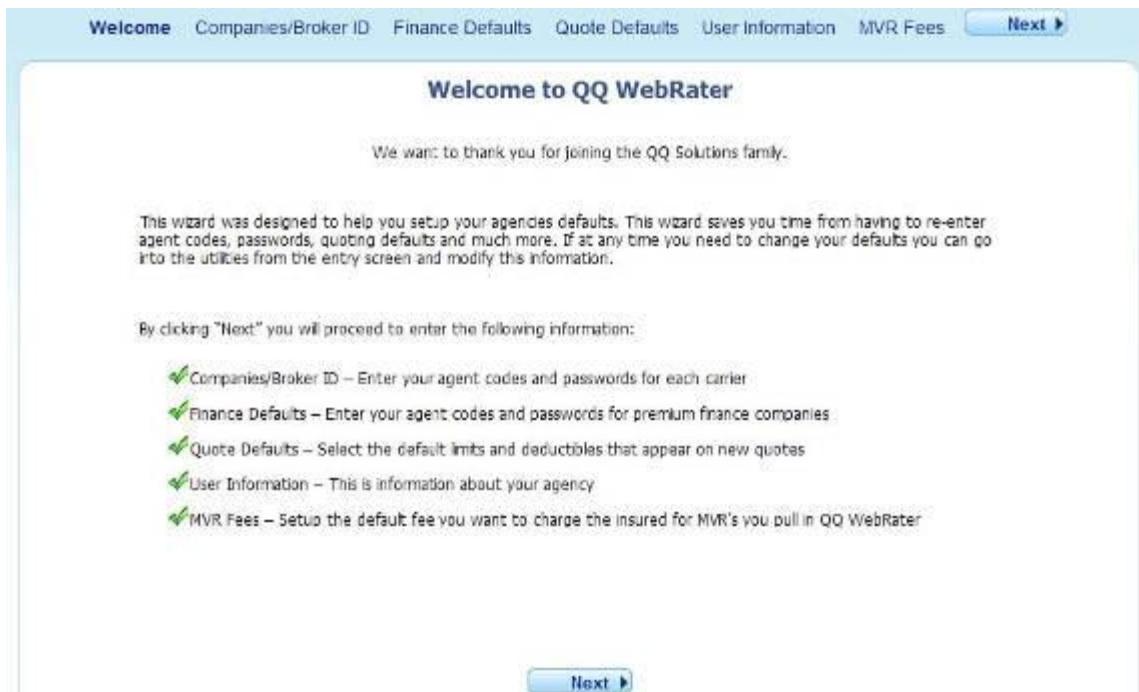 Welcome Companies/Broker ID Finance Defaults Quote Defaults User Information MVR Fees Next
Welcome to QQ WebRater
We want to thank you for joining the QQ Solutions family.
This wizard was designed to help you setup your agencies defaults. This wizard saves you time from having to re-enter
agent codes, passwords, quoting defaults and much more. If at any time you need to change your defaults you can go
into the utilities from the entry screen and modify this information.
By clicking "Next" you will proceed to enter the following information:
Companies/Broker ID – Enter your agent codes and passwords for each carrier
Finance Defaults – Enter your agent codes and passwords for premium finance companies
Quote Defaults – Select the default limits and deductibles that appear on new quotes
User Information – This is information about your agency
MVR Fees – Setup the default fee you want to charge the insured for MVR's you pull in QQ WebRater
Next